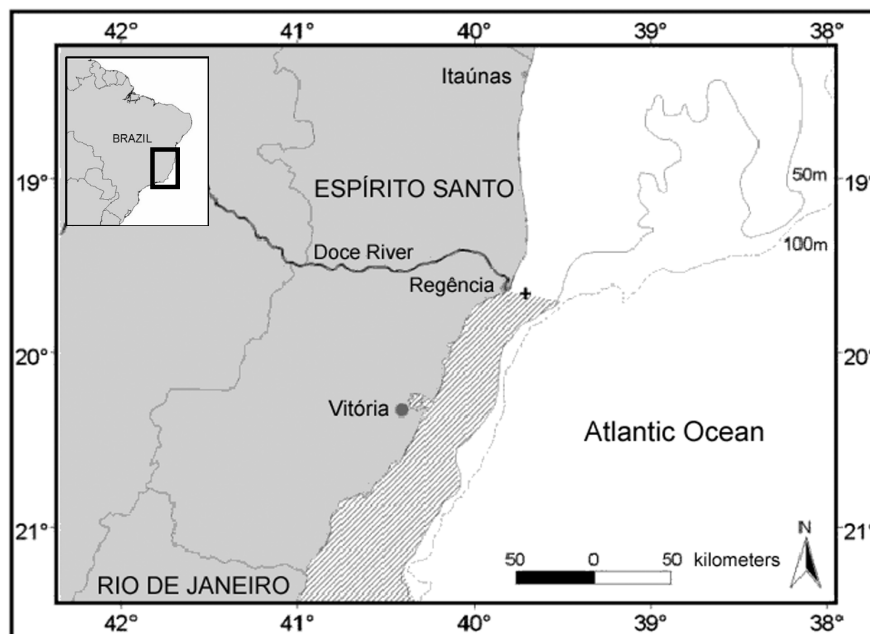 42° 41° 40° 39° 38°
Itaúnas
BRAZIL
50m
19° 19°
ESPÍRITO SANTO
100m
Doce River
Regência
20° 20°
Vitória
Atlantic Ocean
21° 21°
N
50 0 50 kilometers
RIO DE JANEIRO
42° 41° 40° 39° 38°